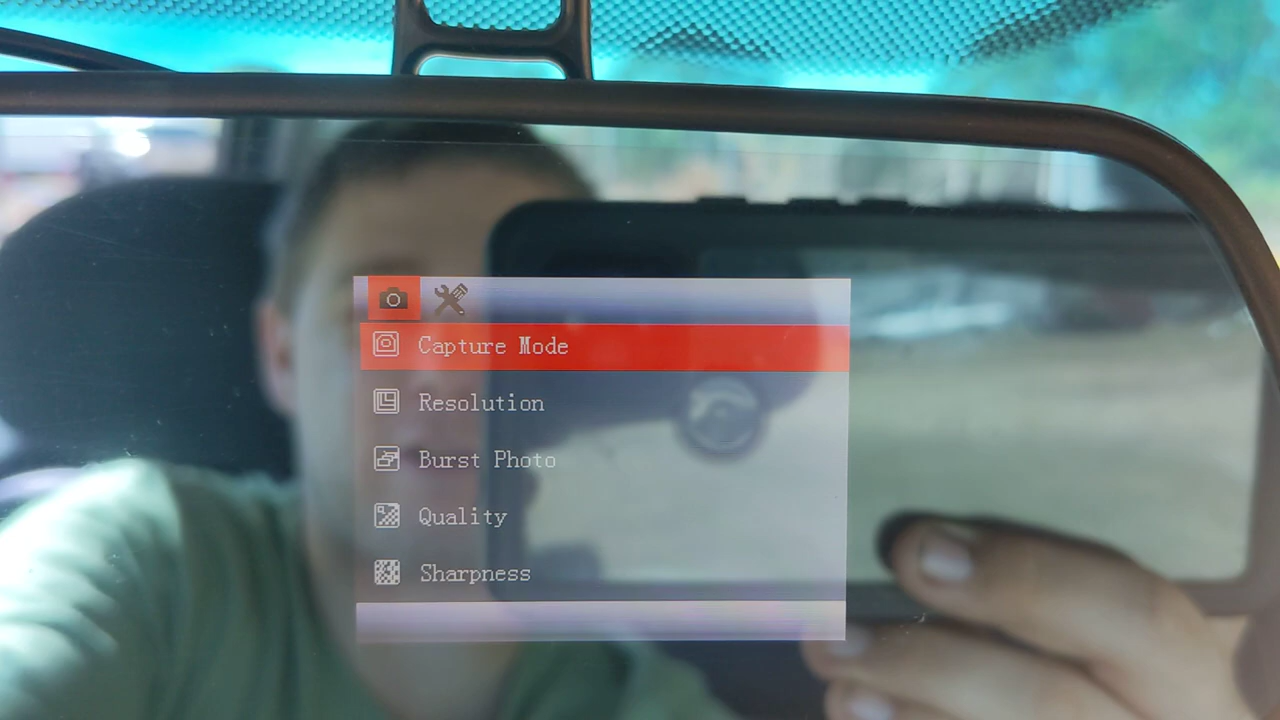 Capture Mode
Resolution
Burst Photo
Quality
Sharpness